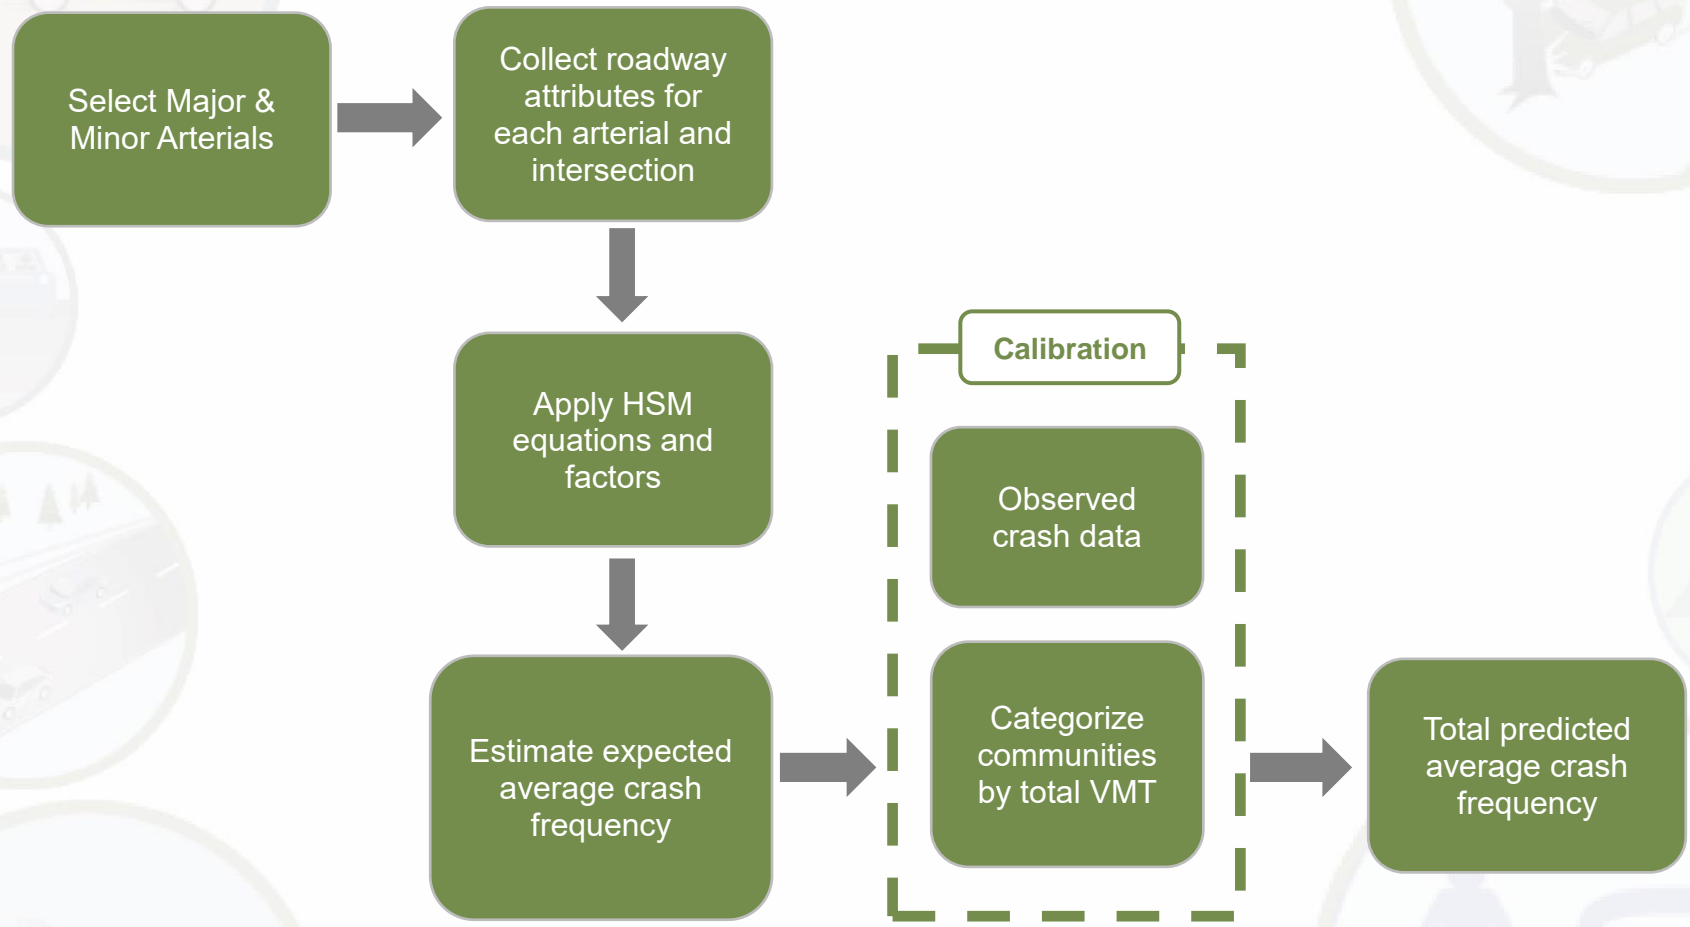 Select Major &
Minor Arterials
Collect roadway
attributes for
each arterial and
intersection
Apply HSM
equations and
factors
Estimate expected
average crash
frequency
Calibration
Observed
crash data
Categorize
communities
by total VMT
Total predicted
average crash
frequency